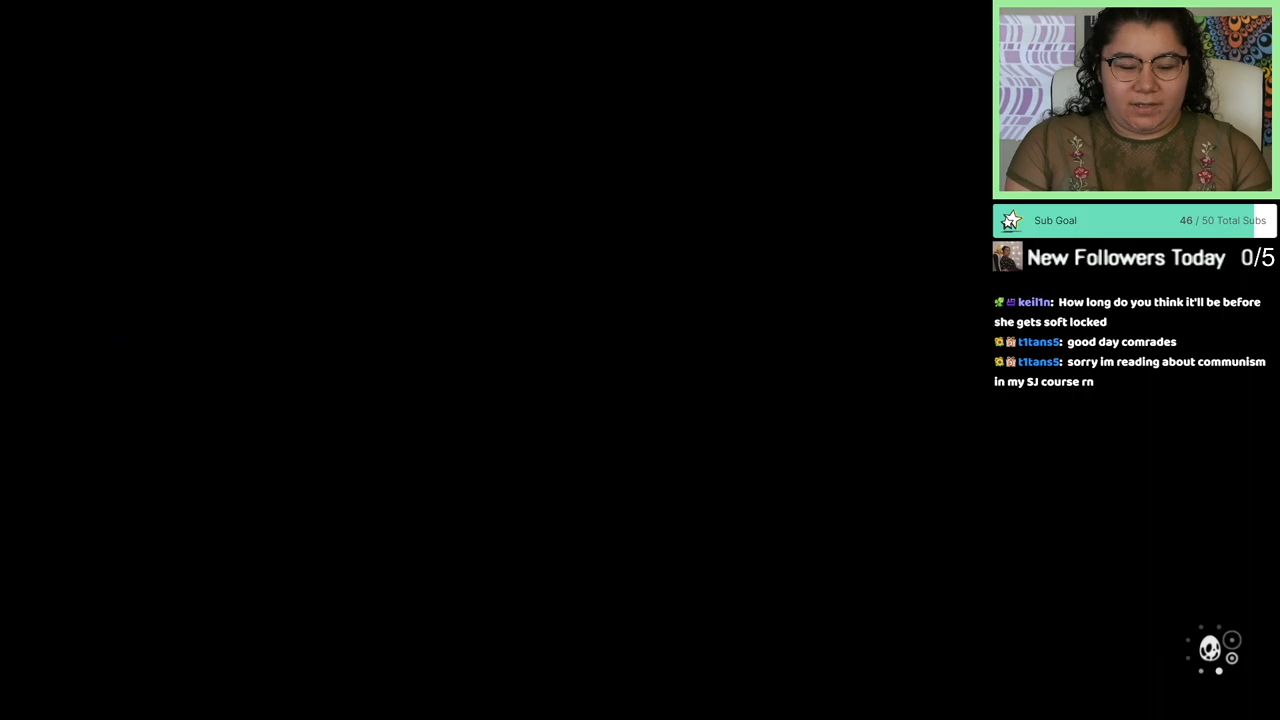 Sub Goal 46 / 50 Total Subs
New Followers Today 0/5
keil1n: How long do you think it'll be before
she gets soft locked
t1tans5: good day comrades
t1tans5: sorry im reading about communism
in my SJ course rn